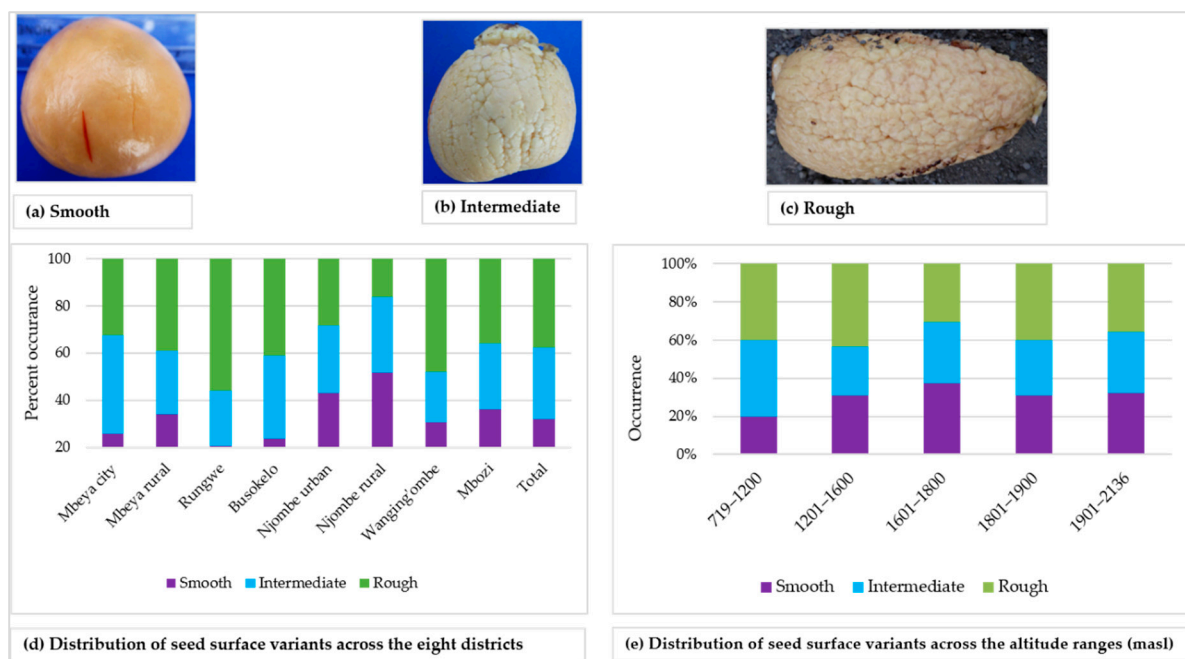 (a) Smooth
(b) Intermediate
(c) Rough
Percent occurance
100
80
60
40
20
Mbeya city
Mbeya rural
Rungwe
Busokelo
Njombe urban
Njombe rural
Wanging'ombe
Mbozi
Total
Smooth Intermediate Rough
(d) Distribution of seed surface variants across the eight districts
Occurrence
100%
80%
60%
40%
20%
0%
719–1200
1201–1600
1601–1800
1801–1900
1901–2136
Smooth Intermediate Rough
(e) Distribution of seed surface variants across the altitude ranges (masl)